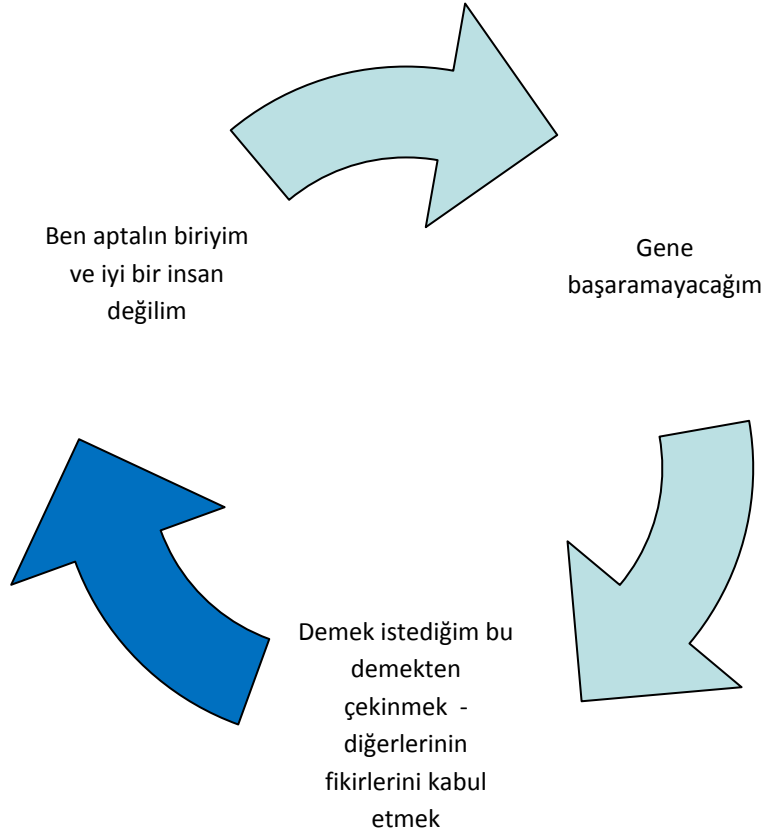 Ben aptalın biriyim
ve iyi bir insan
değilim
Gene
başaramayacağım
Demek istediğim bu
demekten
çekinmek -
diğerlerinin
fikirlerini kabul
etmek